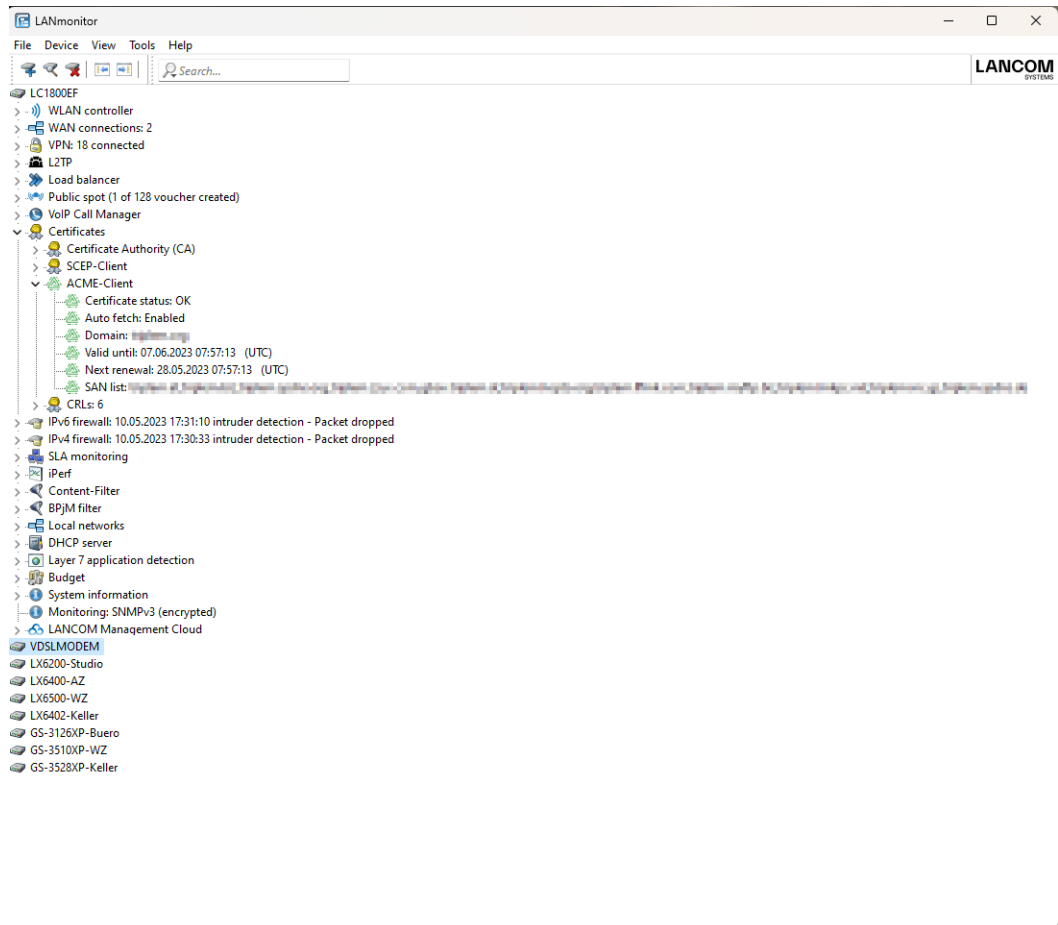 LANmonitor
File Device View Tools Help
Search...
LANCOM
SYSTEMS
LC1800EF
WLAN controller
WAN connections: 2
VPN: 18 connected
L2TP
Load balancer
Public spot (1 of 128 voucher created)
VoIP Call Manager
Certificates
Certificate Authority (CA)
SCEP-Client
ACME-Client
Certificate status: OK
Auto fetch: Enabled
Domain:
Valid until: 07.06.2023 07:57:13 (UTC)
Next renewal: 28.05.2023 07:57:13 (UTC)
SAN list:
CRLs: 6
IPv6 firewall: 10.05.2023 17:31:10 intruder detection - Packet dropped
IPv4 firewall: 10.05.2023 17:30:33 intruder detection - Packet dropped
SLA monitoring
iPerf
Content-Filter
BPjM filter
Local networks
DHCP server
Layer 7 application detection
Budget
System information
Monitoring: SNMPv3 (encrypted)
LANCOM Management Cloud
VDSLMODEM
LX6200-Studio
LX6400-AZ
LX6500-WZ
LX6402-Keller
GS-3126XP-Buero
GS-3510XP-WZ
GS-3528XP-Keller